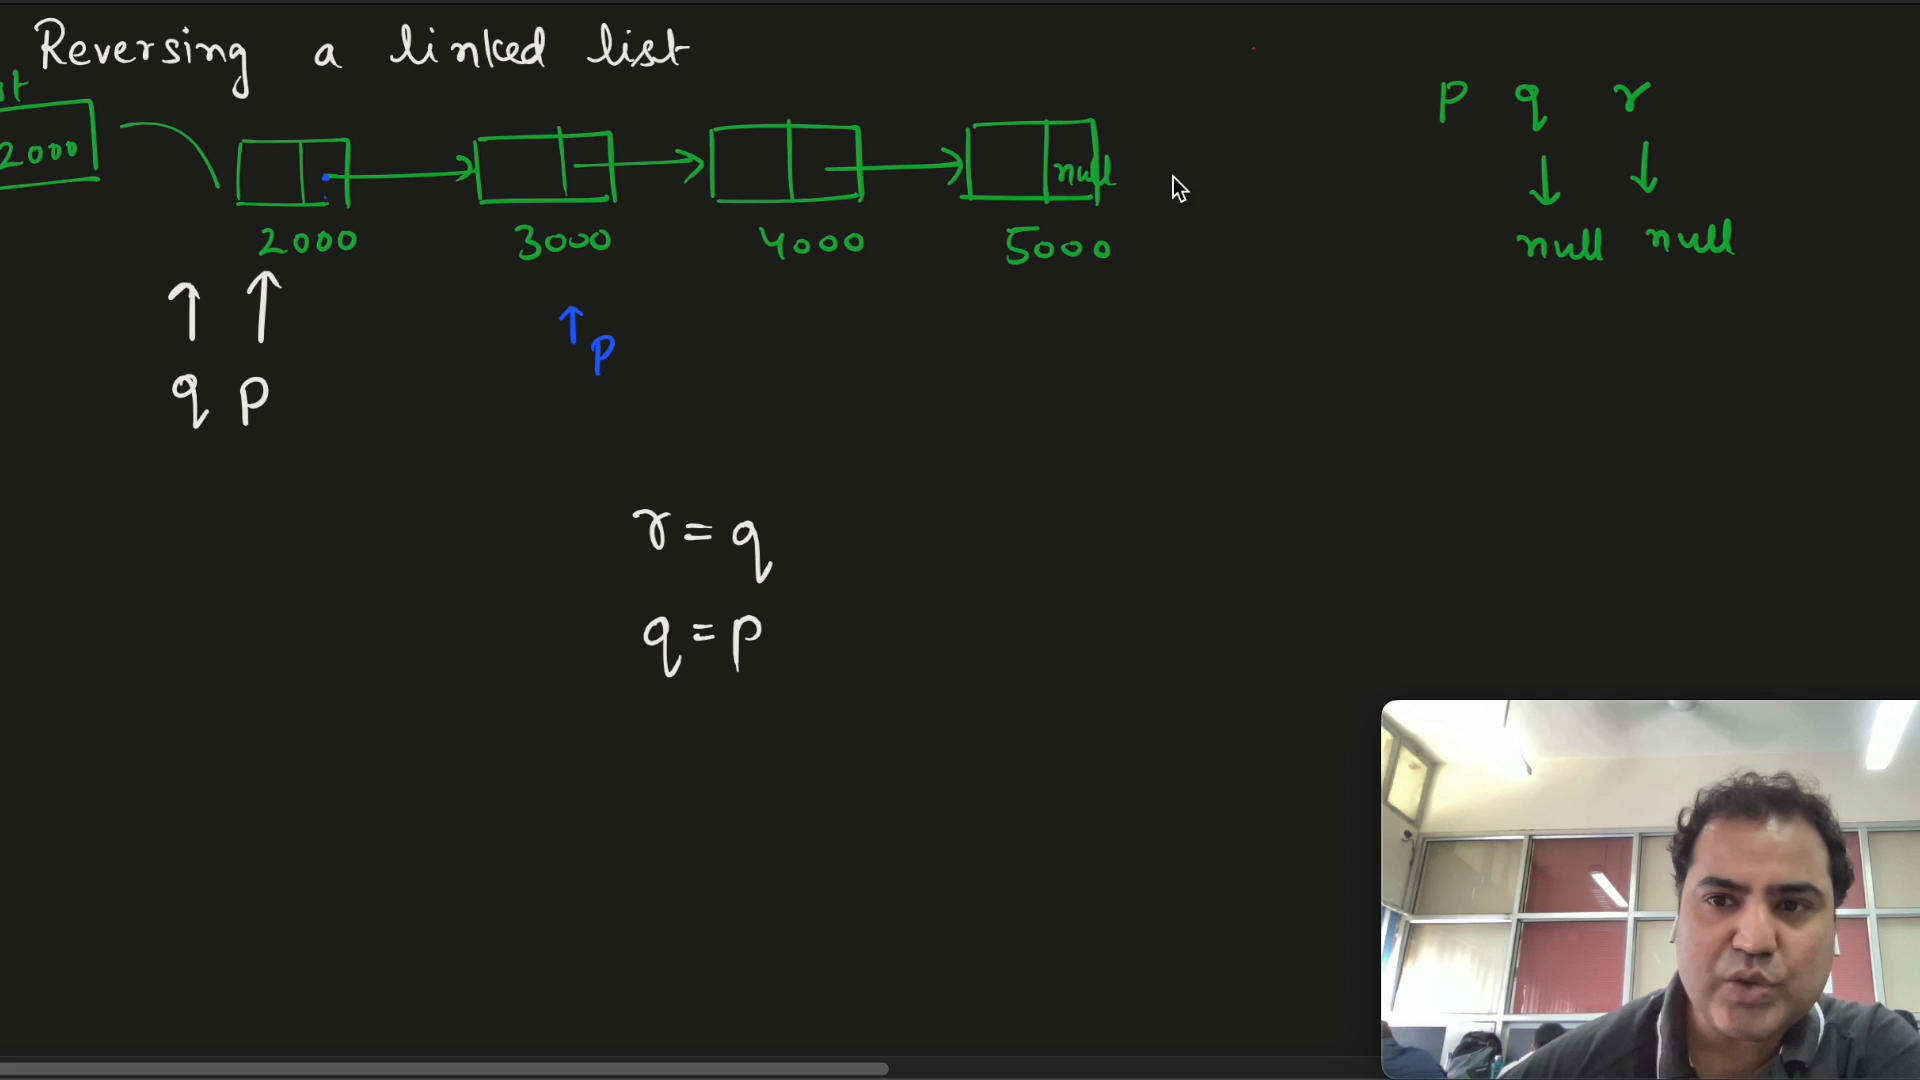 Reversing a linked list
2000
null
2000 3000 4000 5000
p q r
null null
p
q p
r = q
q = p